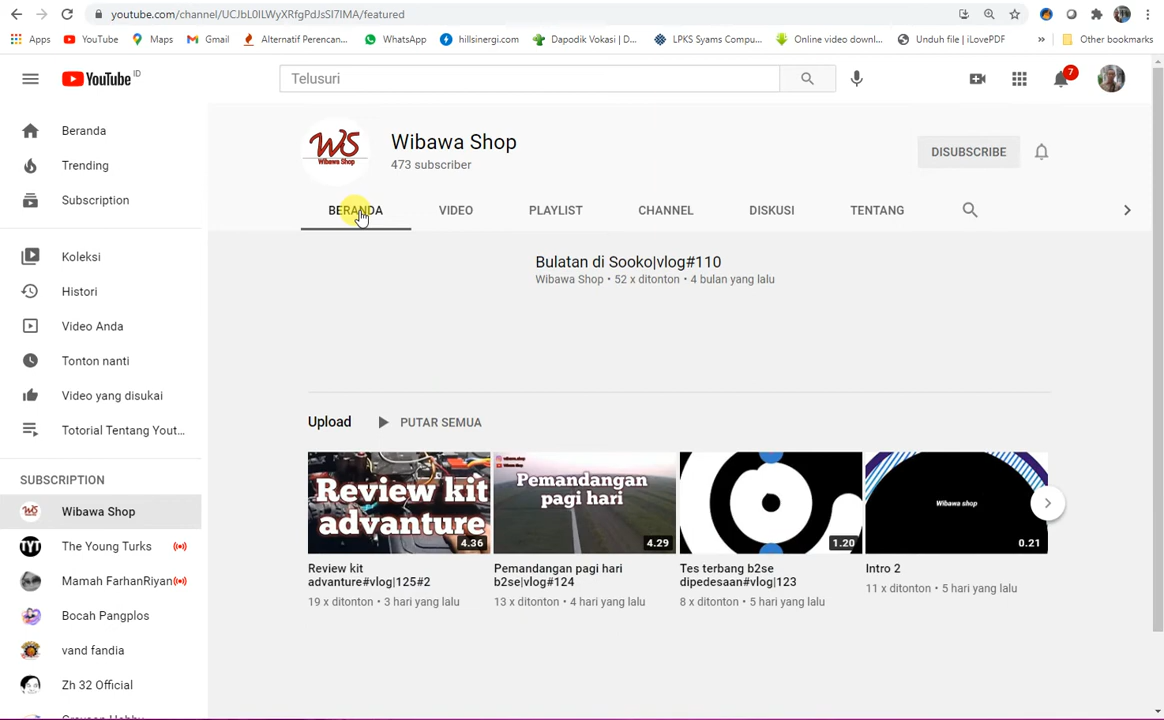 youtube.com/channel/UCJbL0ILWyXRfgPdJsSI7IMA/featured
Apps YouTube Maps Gmail Alternatif Perencan... WhatsApp hillsinergi.com Dapodik Vokasi | D... LPKS Syams Compu... Online video downl... Unduh file | iLovePDF » Other bookmarks
YouTube ID
Telusuri
7
Beranda
Trending
Subscription
Koleksi
Histori
Video Anda
Tonton nanti
Video yang disukai
Totorial Tentang Yout...
SUBSCRIPTION
Wibawa Shop
The Young Turks
Mamah FarhanRiyan
Bocah Pangplos
vand fandia
Zh 32 Official
WS
Wibawa Shop
Wibawa Shop
473 subscriber
DISUBSCRIBE
BERANDA VIDEO PLAYLIST CHANNEL DISKUSI TENTANG
Bulatan di Sooko|vlog#110
Wibawa Shop • 52 x ditonton • 4 bulan yang lalu
Upload PUTAR SEMUA
Review kit
advanture
4.36
Review kit
advanture#vlog|125#2
19 x ditonton • 3 hari yang lalu
Pemandangan
pagi hari
4.29
Pemandangan pagi hari
b2se|vlog#124
13 x ditonton • 4 hari yang lalu
1.20
Tes terbang b2se
dipedesaan#vlog|123
8 x ditonton • 5 hari yang lalu
Wibawa shop
0.21
Intro 2
11 x ditonton • 5 hari yang lalu